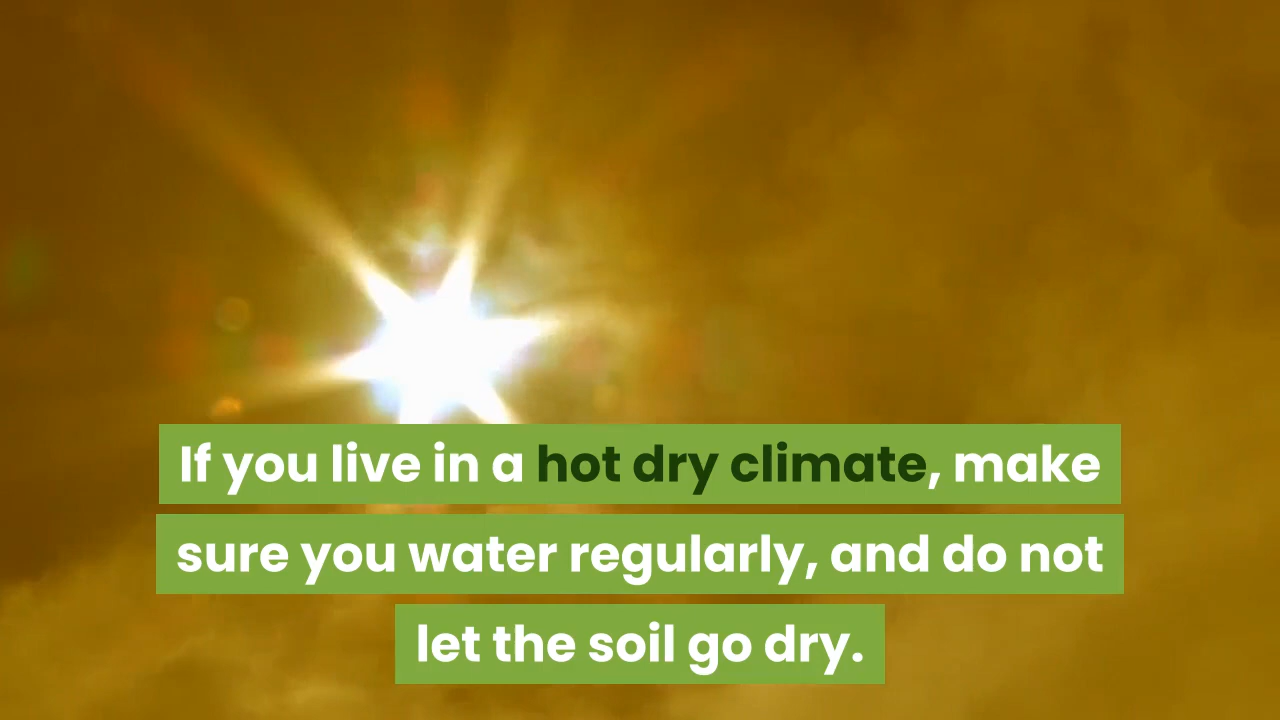 If you live in a hot dry climate, make
sure you water regularly, and do not
let the soil go dry.